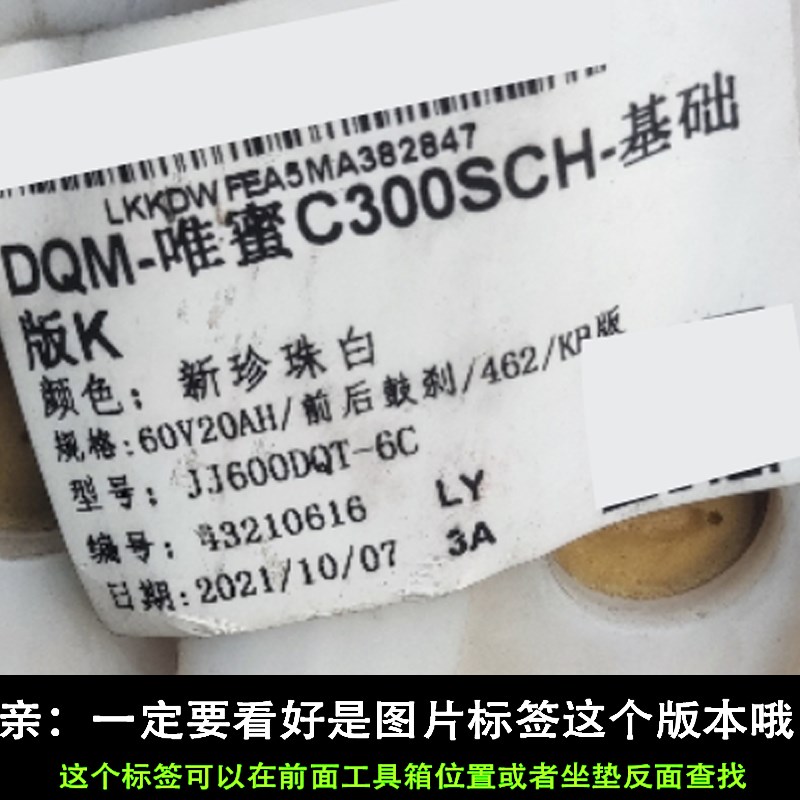 LKKDWFEA5MA382847
DQM-唯蜜C300SCH-基础
版K
颜色：新珍珠白
规格:60V20AH/前后鼓刹/462/KB版
型号：JJ600DQT-6C
编号：43210616 LY
日期:2021/10/07 3A
亲：一定要看好是图片标签这个版本哦
这个标签可以在前面工具箱位置或者坐垫反面查找